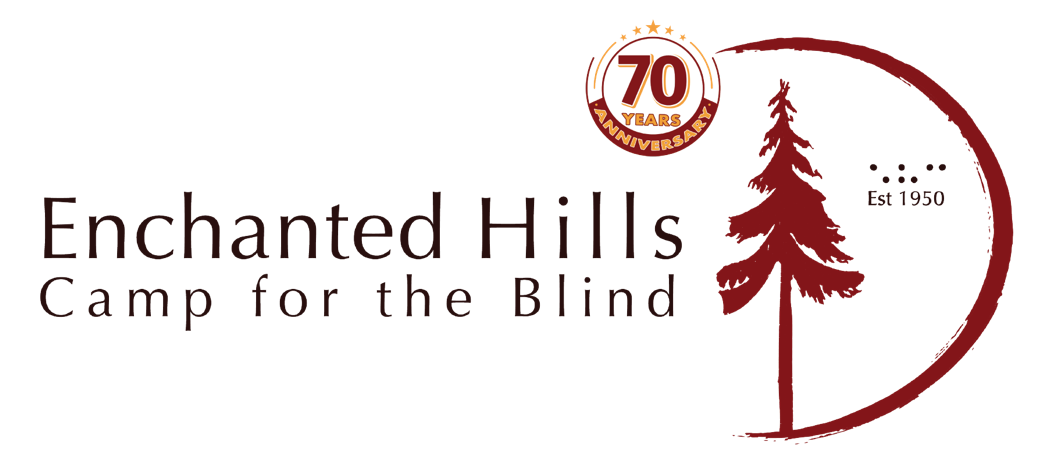 70
YEARS
ANNIVERSARY
⠑⠓⠉
Est 1950
Enchanted Hills
Camp for the Blind